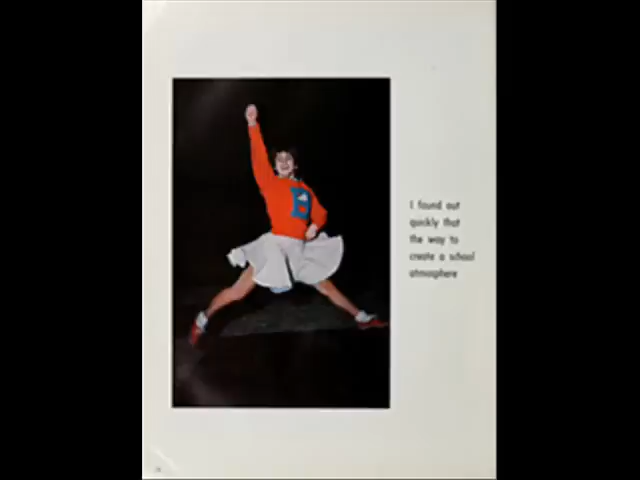 I found out
quickly that
the way to
create a school
atmosphere
B